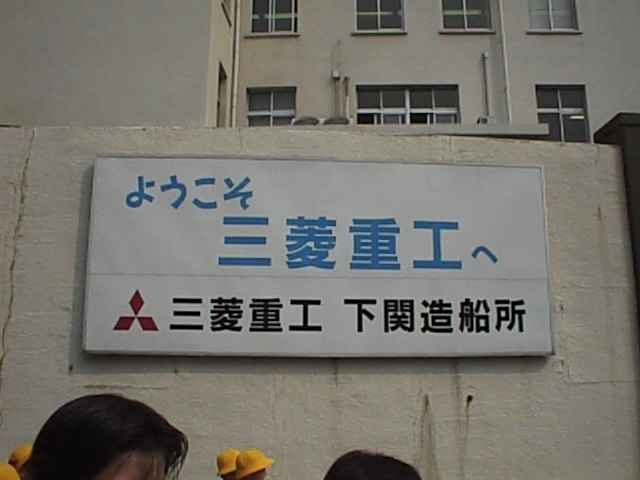 ようこそ
三菱重工へ
三菱重工 下関造船所